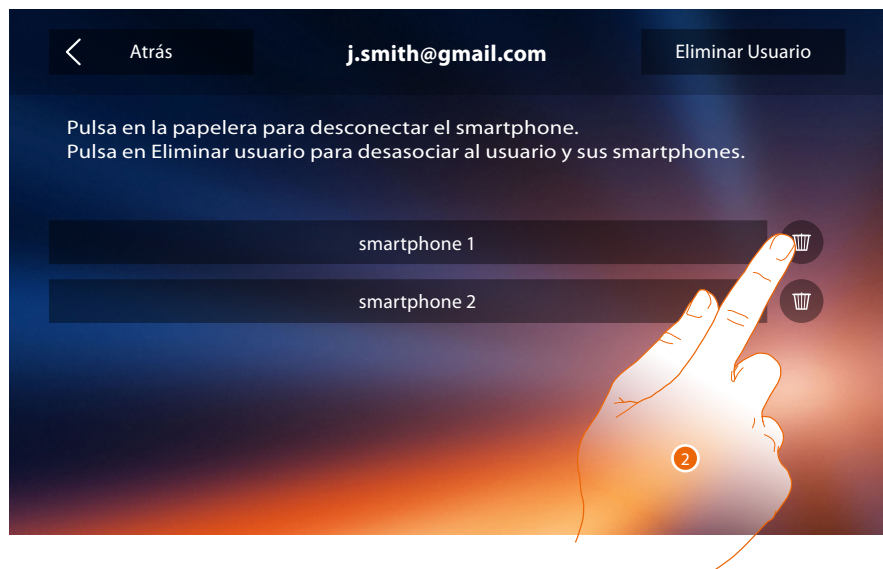 Atrás
j.smith@gmail.com
Eliminar Usuario
Pulsa en la papelera para desconectar el smartphone.
Pulsa en Eliminar usuario para desasociar al usuario y sus smartphones.
smartphone 1
smartphone 2
2